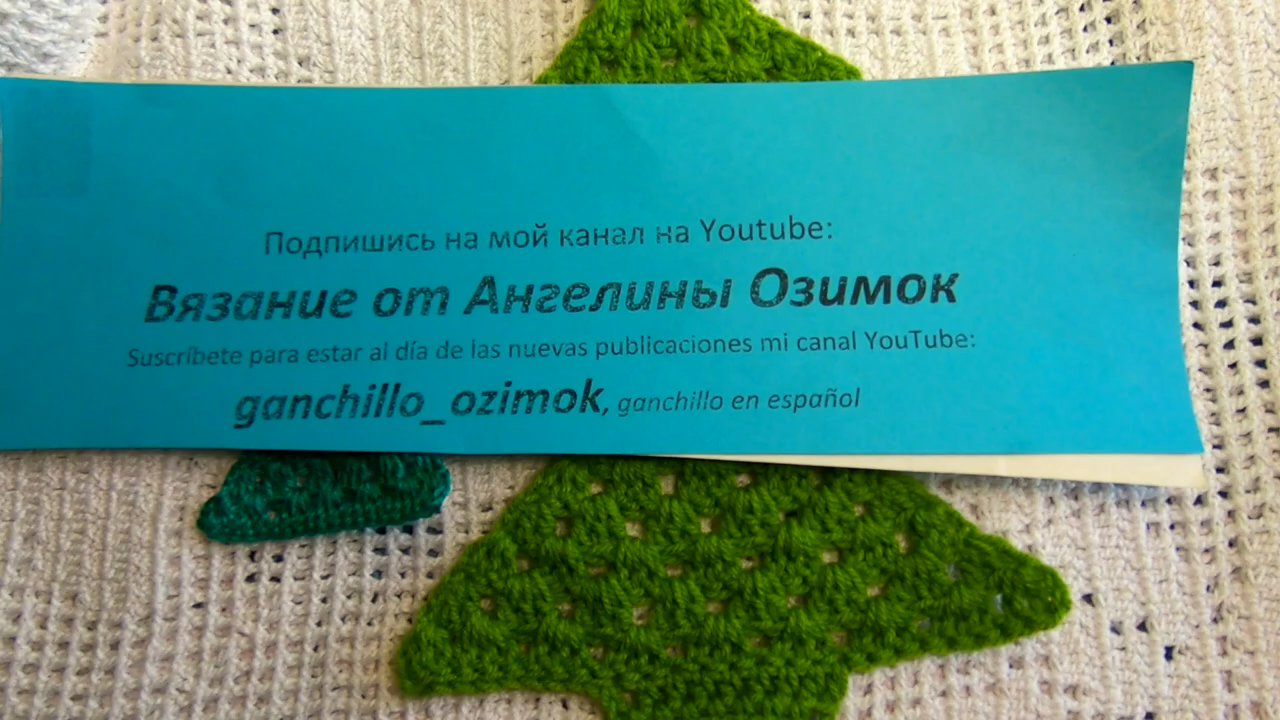 Подпишись на мой канал на Youtube:
Вязание от Ангелины Озимок
Suscríbete para estar al día de las nuevas publicaciones mi canal YouTube:
ganchillo_ozimok, ganchillo en español